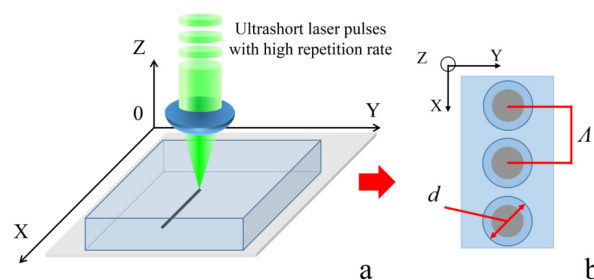 Ultrashort laser pulses
with high repetition rate
Z
0
Y
X
a
Z
Y
X
Λ
d
b